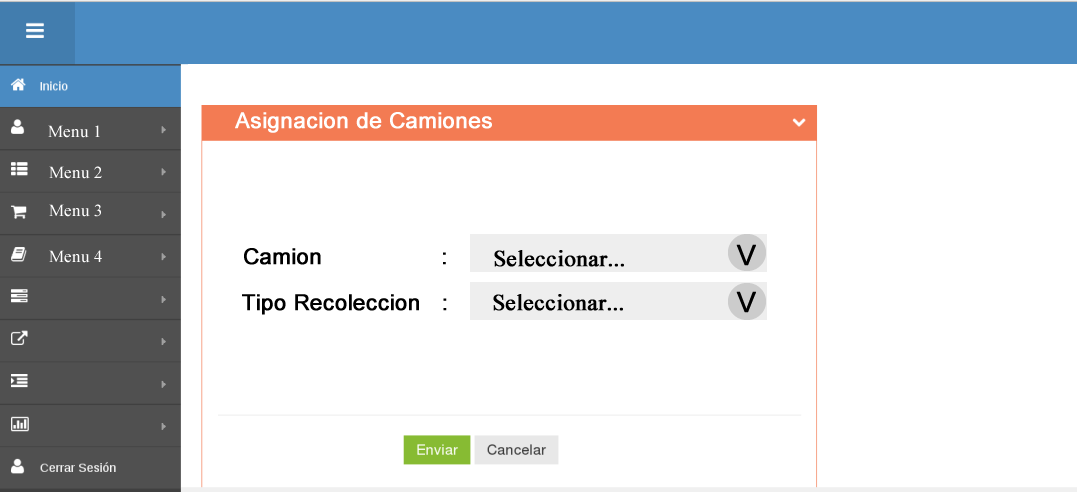 Inicio
Menu 1
Menu 2
Menu 3
Menu 4
Cerrar Sesión
Asignacion de Camiones
Camion : Seleccionar... V
Tipo Recoleccion : Seleccionar... V
Enviar Cancelar